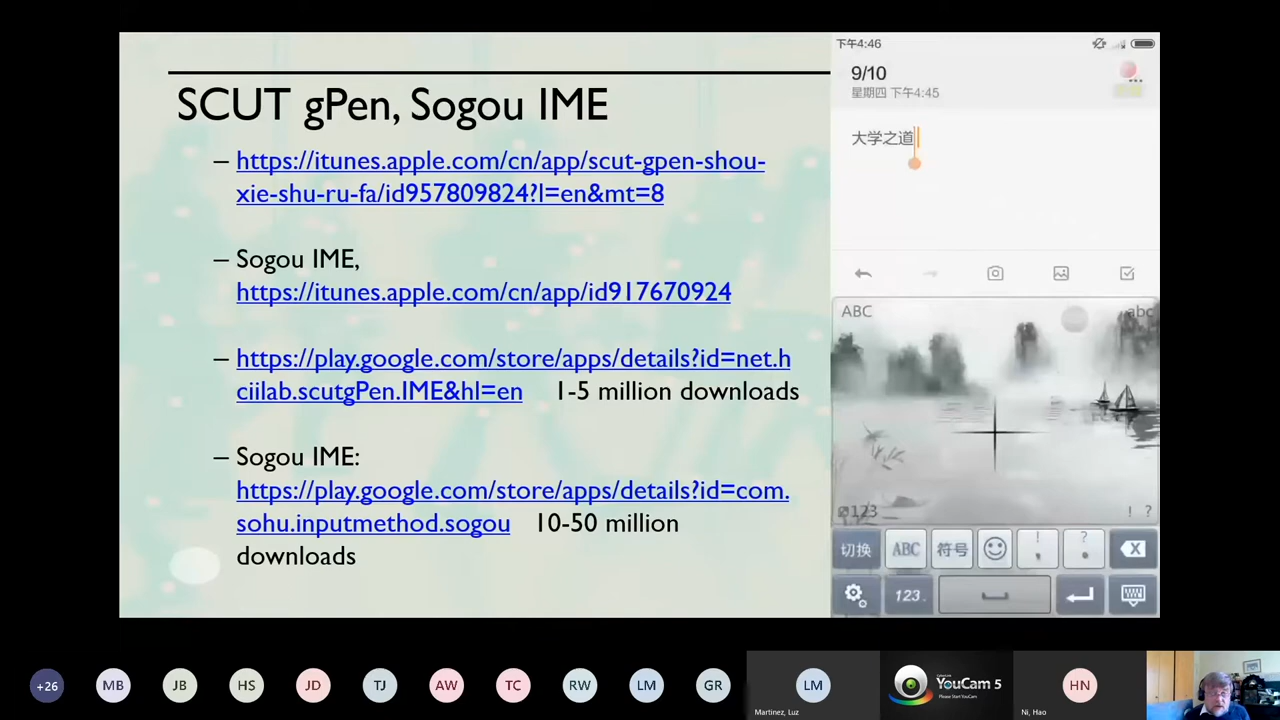 SCUT gPen, Sogou IME
– https://itunes.apple.com/cn/app/scut-gpen-shou-
xie-shu-ru-fa/id957809824?l=en&mt=8
– Sogou IME,
https://itunes.apple.com/cn/app/id917670924
– https://play.google.com/store/apps/details?id=net.h
ciilab.scutgPen.IME&hl=en 1-5 million downloads
– Sogou IME:
https://play.google.com/store/apps/details?id=com.
sohu.inputmethod.sogou 10-50 million
downloads
下午4:46
9/10
星期四 下午4:45
大学之道
ABC abc
123 ! ?
! ?
切换 ABC 符号 , .
123
+26 MB JB HS JD TJ AW TC RW LM GR LM YouCam 5 HN
Martinez, Luz Ni, Hao